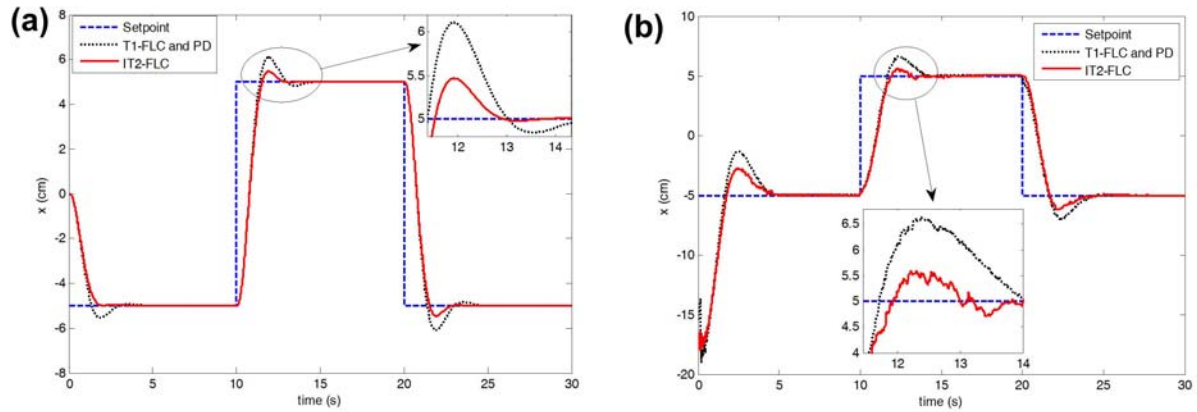 (a)
8
6
4
2
0
-2
-4
-6
-8
x (cm)
0 5 10 15 20 25 30
time (s)
Setpoint
T1-FLC and PD
IT2-FLC
6
5.5
5
12 13 14
(b)
10
5
0
-5
-10
-15
-20
x (cm)
0 5 10 15 20 25 30
time (s)
Setpoint
T1-FLC and PD
IT2-FLC
6.5
6
5.5
5
4.5
4
12 13 14